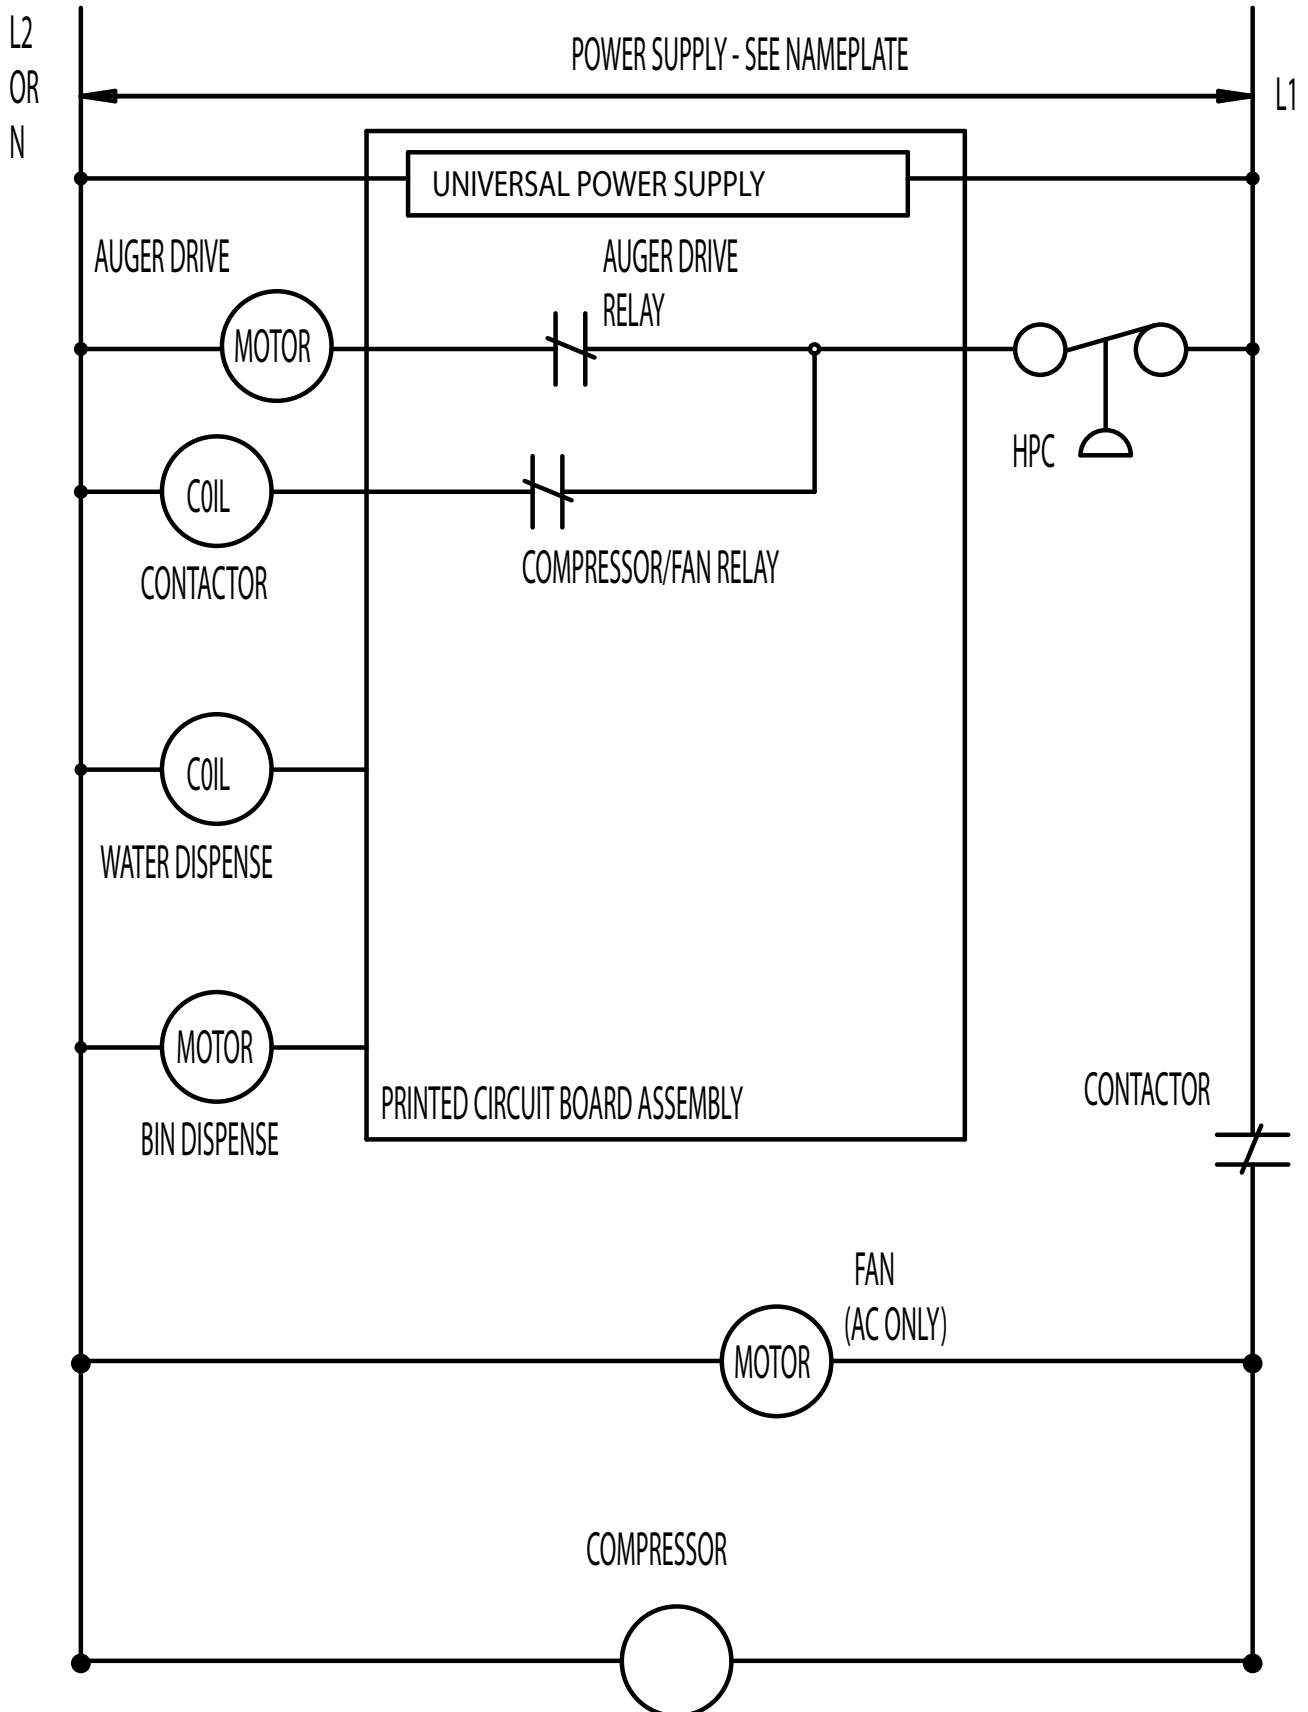 L2
OR
N
POWER SUPPLY - SEE NAMEPLATE
L1
UNIVERSAL POWER SUPPLY
AUGER DRIVE
AUGER DRIVE
RELAY
MOTOR
HPC
COIL
CONTACTOR
COMPRESSOR/FAN RELAY
COIL
WATER DISPENSE
MOTOR
BIN DISPENSE
PRINTED CIRCUIT BOARD ASSEMBLY
CONTACTOR
FAN
(AC ONLY)
MOTOR
COMPRESSOR